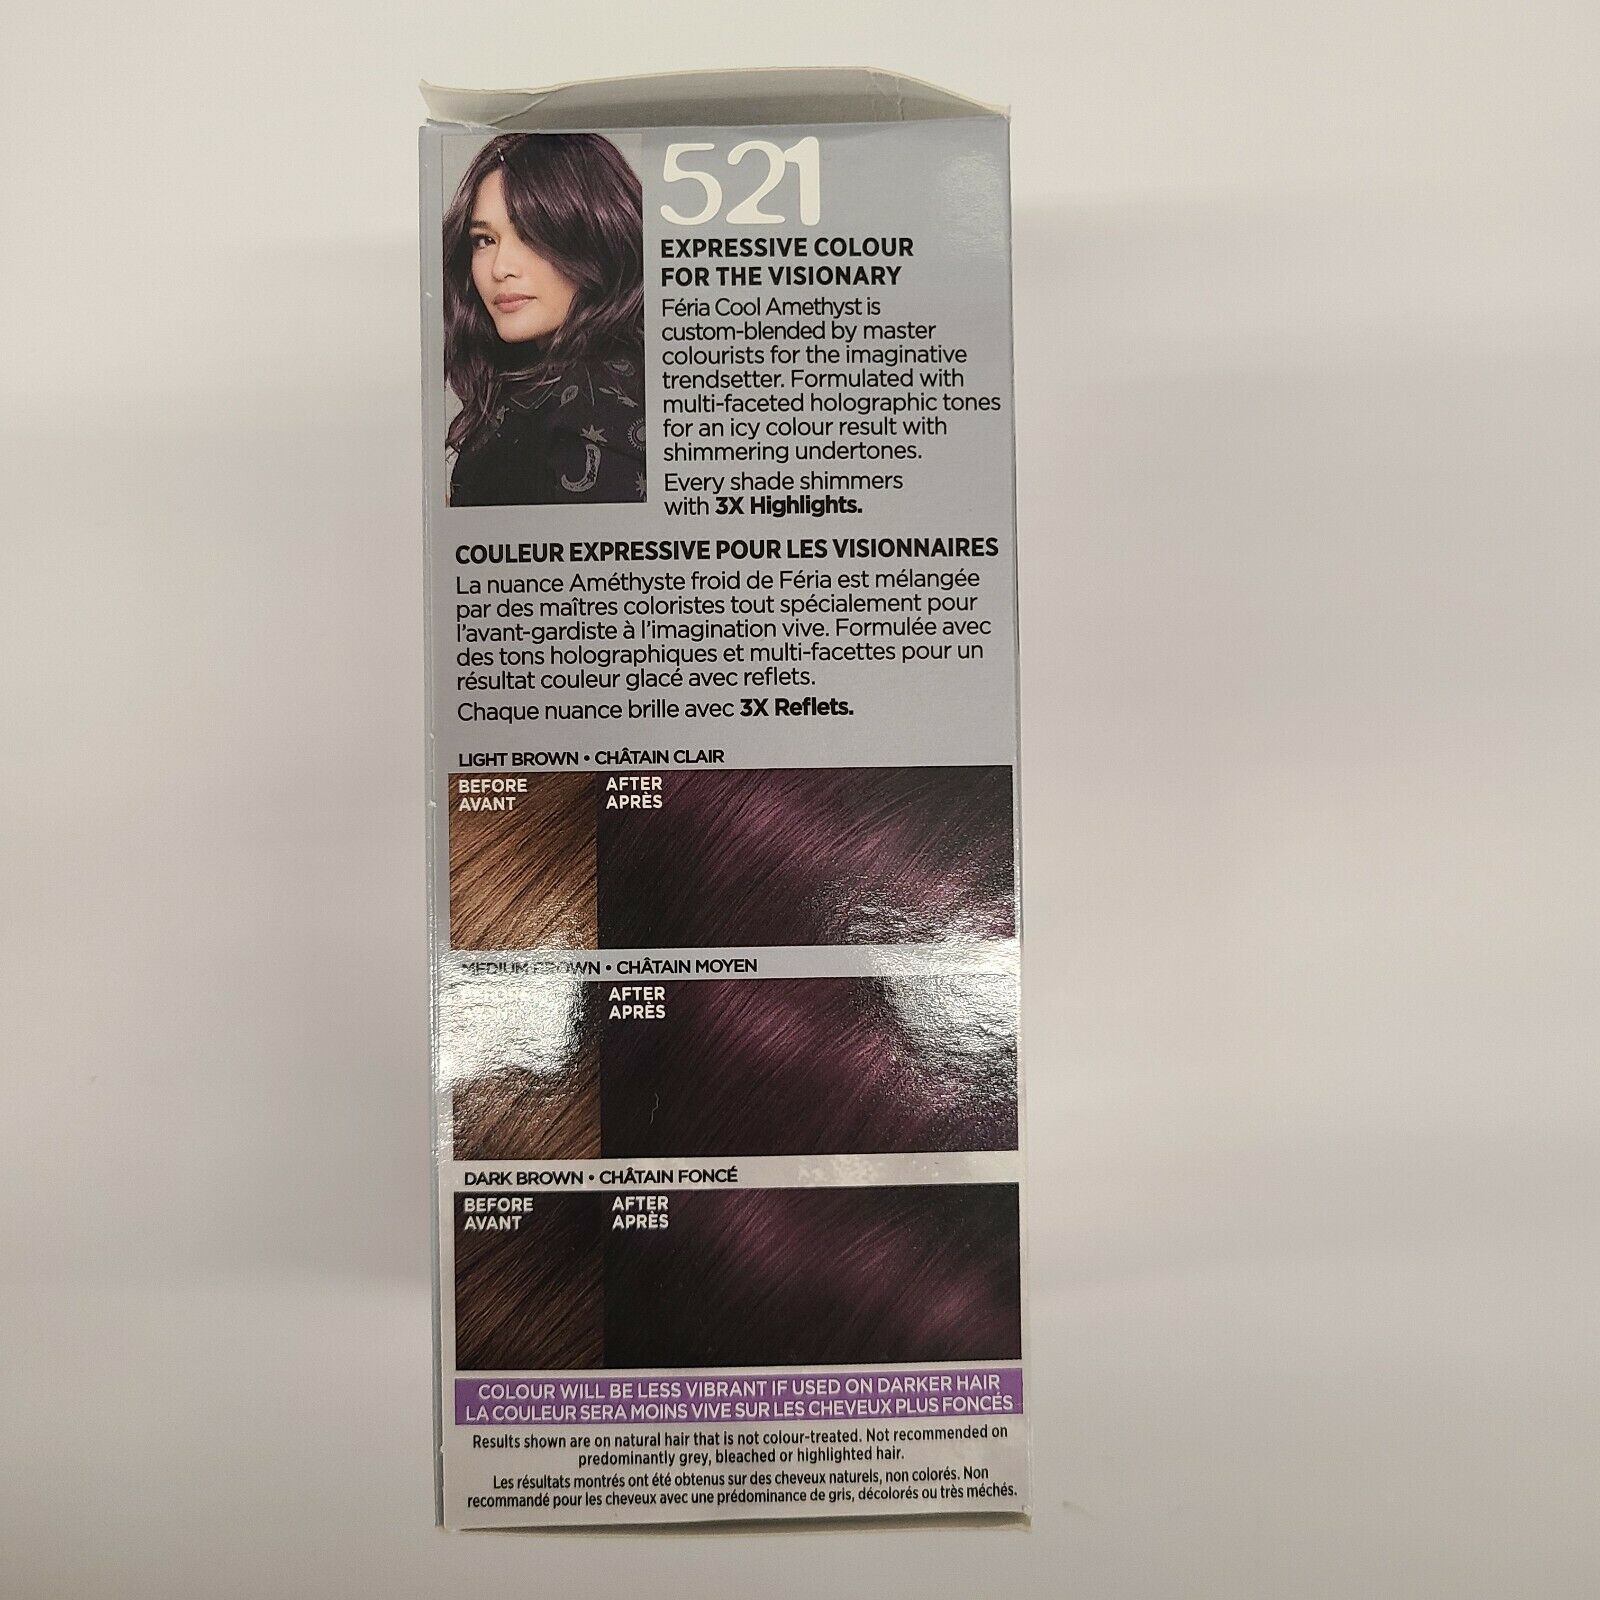 521
EXPRESSIVE COLOUR
FOR THE VISIONARY
Féria Cool Amethyst is
custom-blended by master
colourists for the imaginative
trendsetter. Formulated with
multi-faceted holographic tones
for an icy colour result with
shimmering undertones.
Every shade shimmers
with 3X Highlights.
COULEUR EXPRESSIVE POUR LES VISIONNAIRES
La nuance Améthyste froid de Féria est mélangée
par des maîtres coloristes tout spécialement pour
l'avant-gardiste à l'imagination vive. Formulée avec
des tons holographiques et multi-facettes pour un
résultat couleur glacé avec reflets.
Chaque nuance brille avec 3X Reflets.
LIGHT BROWN • CHÂTAIN CLAIR
BEFORE AFTER
AVANT APRÈS
MEDIUM BROWN • CHÂTAIN MOYEN
BEFORE AFTER
AVANT APRÈS
DARK BROWN • CHÂTAIN FONCÉ
BEFORE AFTER
AVANT APRÈS
COLOUR WILL BE LESS VIBRANT IF USED ON DARKER HAIR
LA COULEUR SERA MOINS VIVE SUR LES CHEVEUX PLUS FONCÉS
Results shown are on natural hair that is not colour-treated. Not recommended on
predominantly grey, bleached or highlighted hair.
Les résultats montrés ont été obtenus sur des cheveux naturels, non colorés. Non
recommandé pour les cheveux avec une prédominance de gris, décolorés ou très méchés.